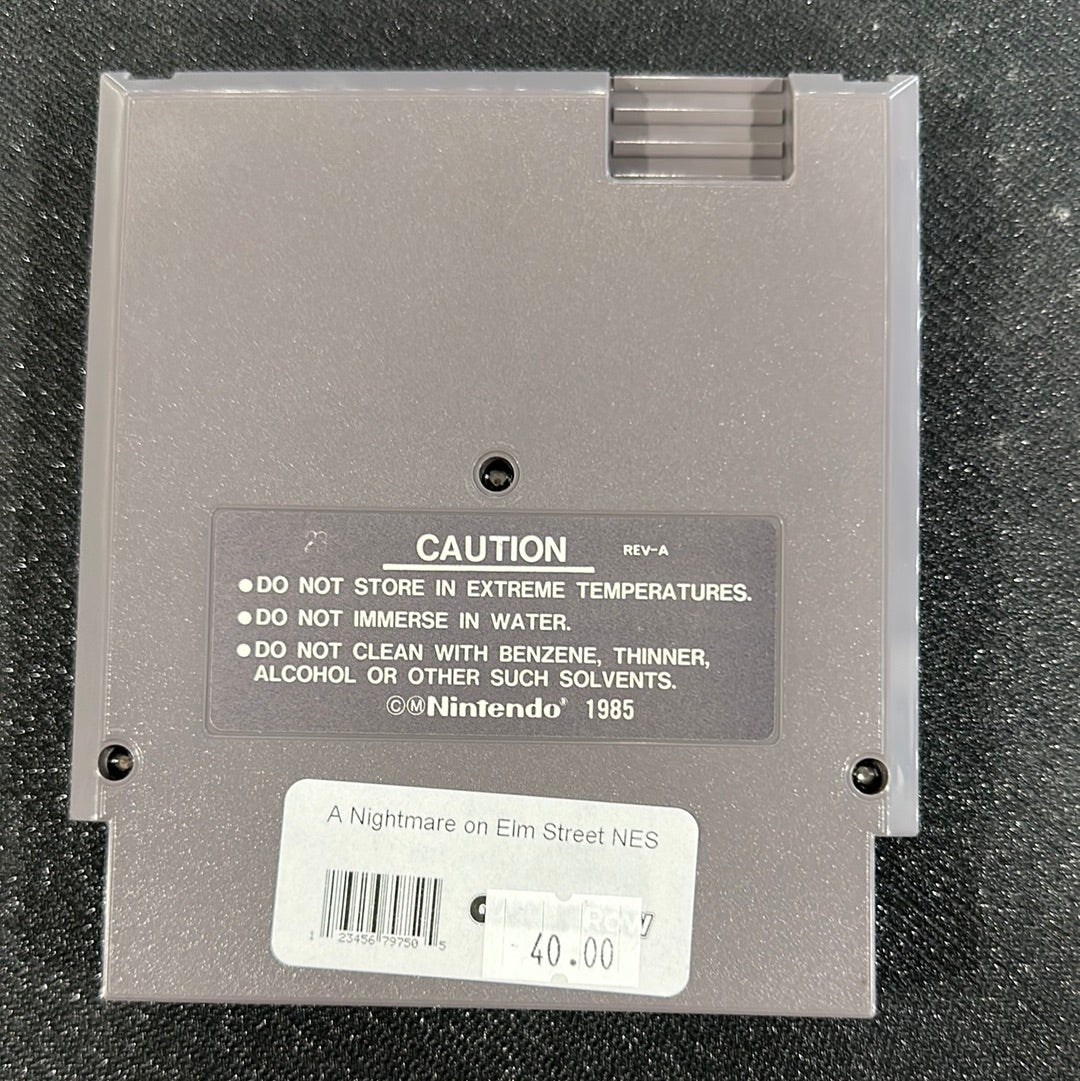 CAUTION REV-A
●DO NOT STORE IN EXTREME TEMPERATURES.
●DO NOT IMMERSE IN WATER.
●DO NOT CLEAN WITH BENZENE, THINNER,
ALCOHOL OR OTHER SUCH SOLVENTS.
©ⓂNintendo® 1985
A Nightmare on Elm Street NES
1 23456 79750 5
40.00